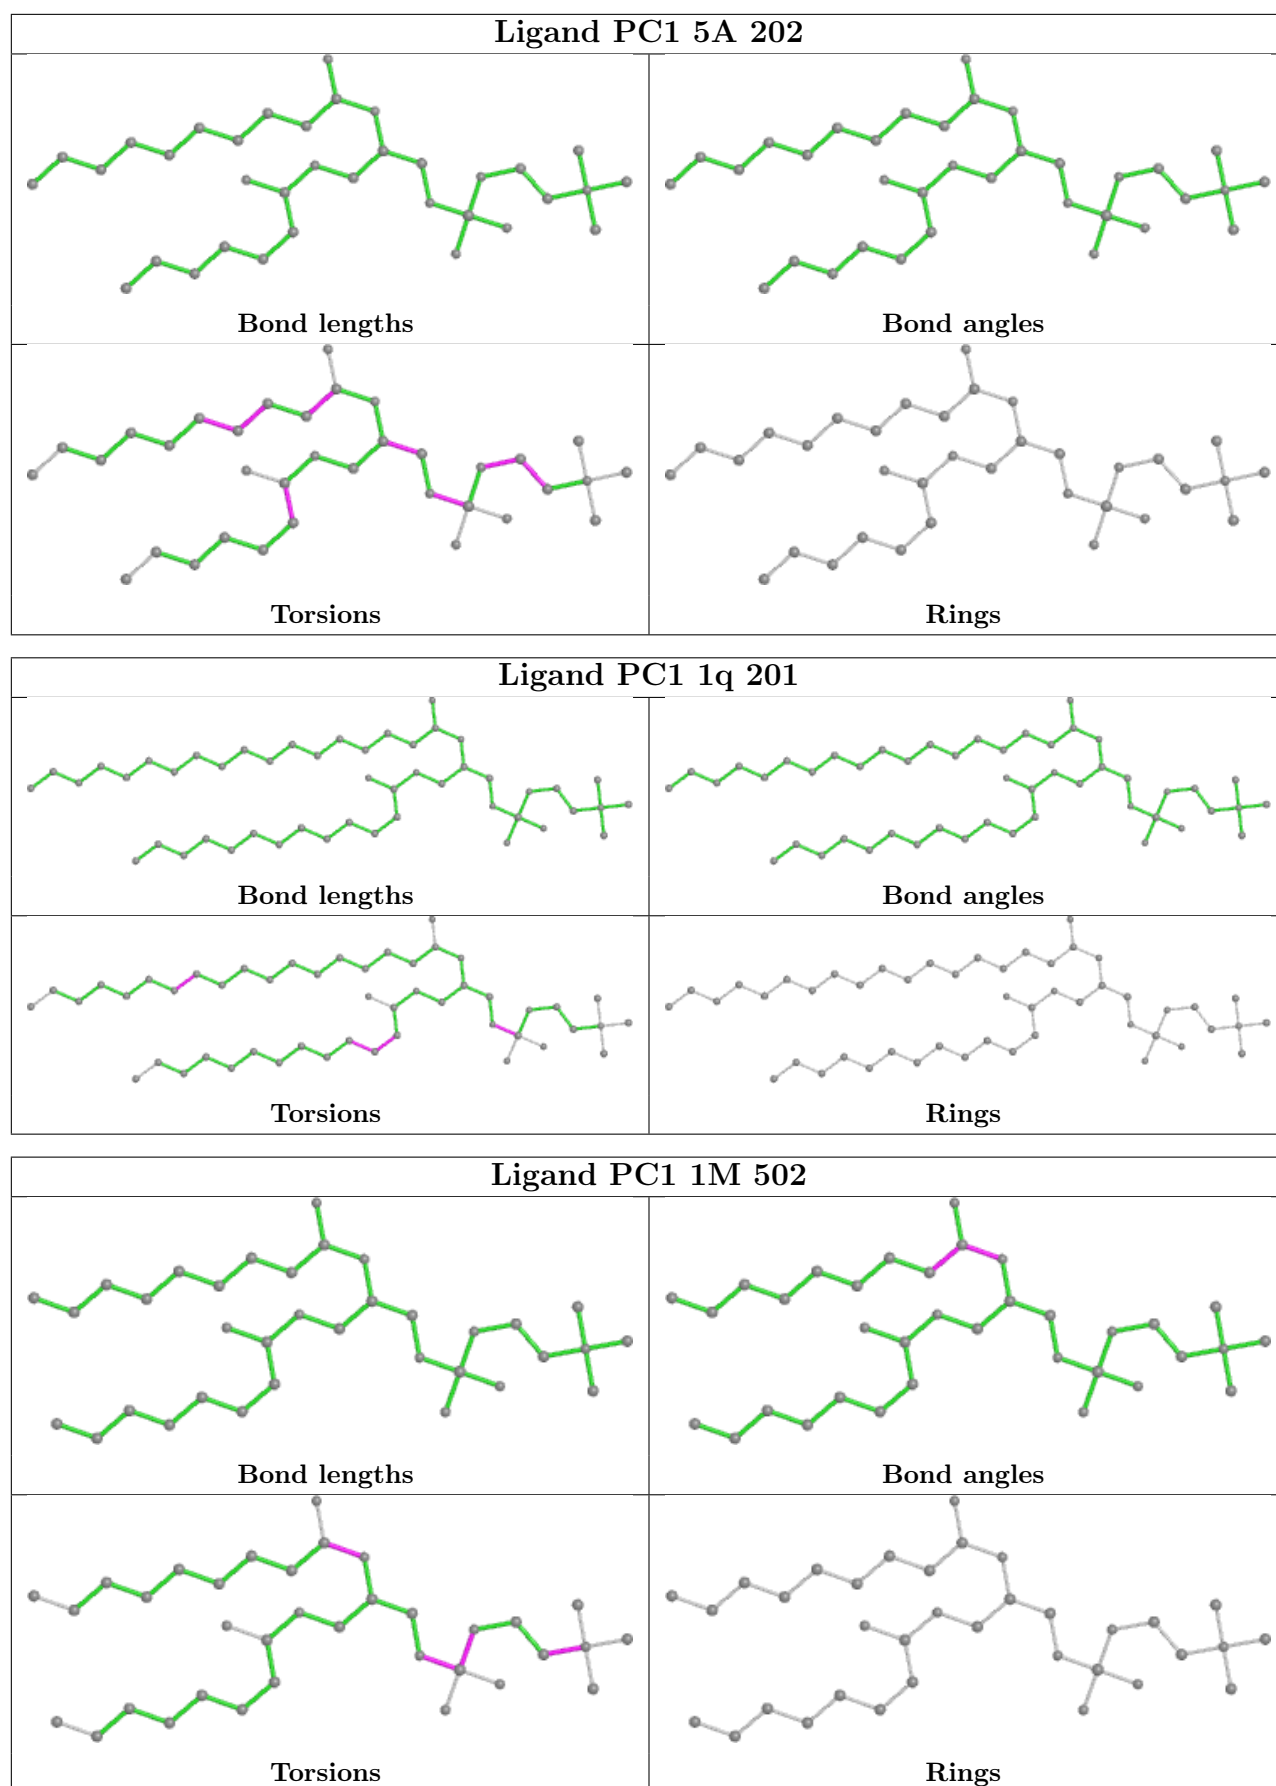 Ligand PC1 5A 202
Bond lengths
Bond angles
Torsions
Rings
Ligand PC1 1q 201
Bond lengths
Bond angles
Torsions
Rings
Ligand PC1 1M 502
Bond lengths
Bond angles
Torsions
Rings